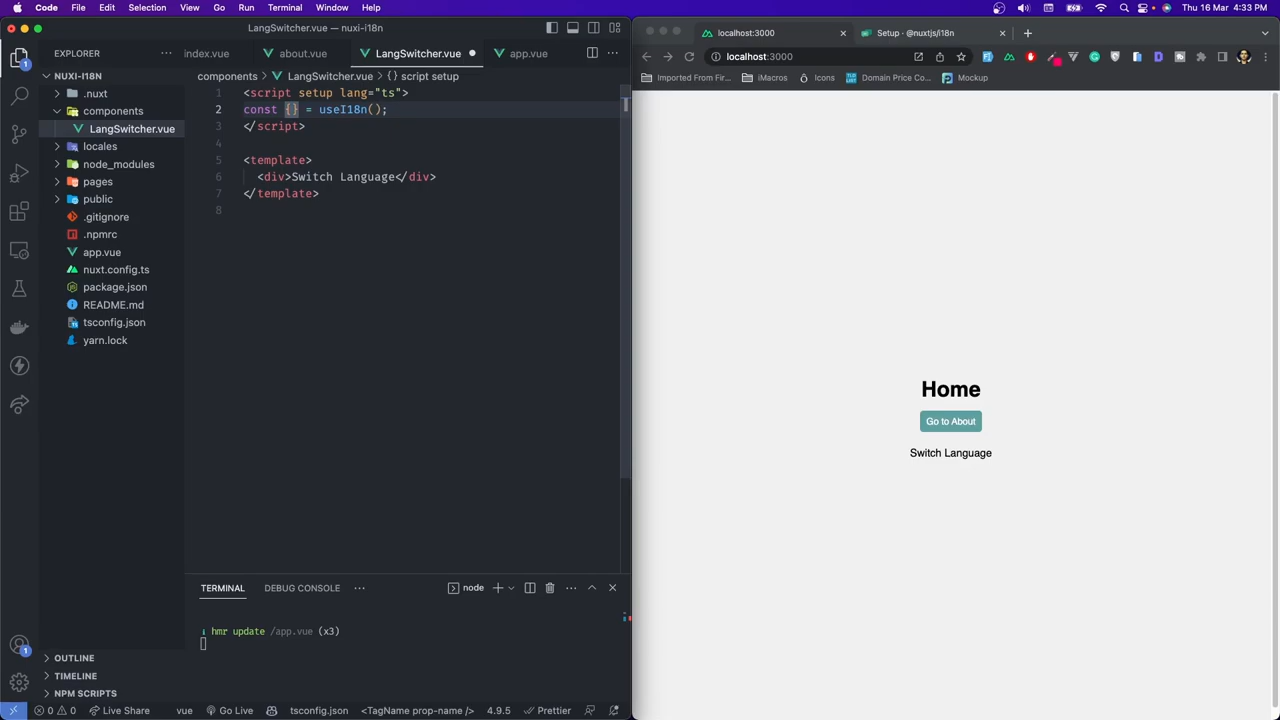 Code File Edit Selection View Go Run Terminal Window Help
Thu 16 Mar 4:33 PM
LangSwitcher.vue — nuxi-i18n
EXPLORER
index.vue about.vue LangSwitcher.vue app.vue
NUXI-I18N
components > LangSwitcher.vue > {} script setup
.nuxt
components
LangSwitcher.vue
locales
node_modules
pages
public
.gitignore
.npmrc
app.vue
nuxt.config.ts
package.json
README.md
tsconfig.json
yarn.lock
1 <script setup lang="ts">
2 const {} = useI18n();
3 </script>
4
5 <template>
6 <div>Switch Language</div>
7 </template>
8
TERMINAL DEBUG CONSOLE
node
hmr update /app.vue (x3)
OUTLINE
TIMELINE
NPM SCRIPTS
0 0 Live Share vue Go Live tsconfig.json <TagName prop-name /> 4.9.5 Prettier
1
1
localhost:3000
Setup · @nuxtjs/i18n
localhost:3000
Imported From Fir... iMacros Icons Domain Price Co... Mockup
Home
Go to About
Switch Language